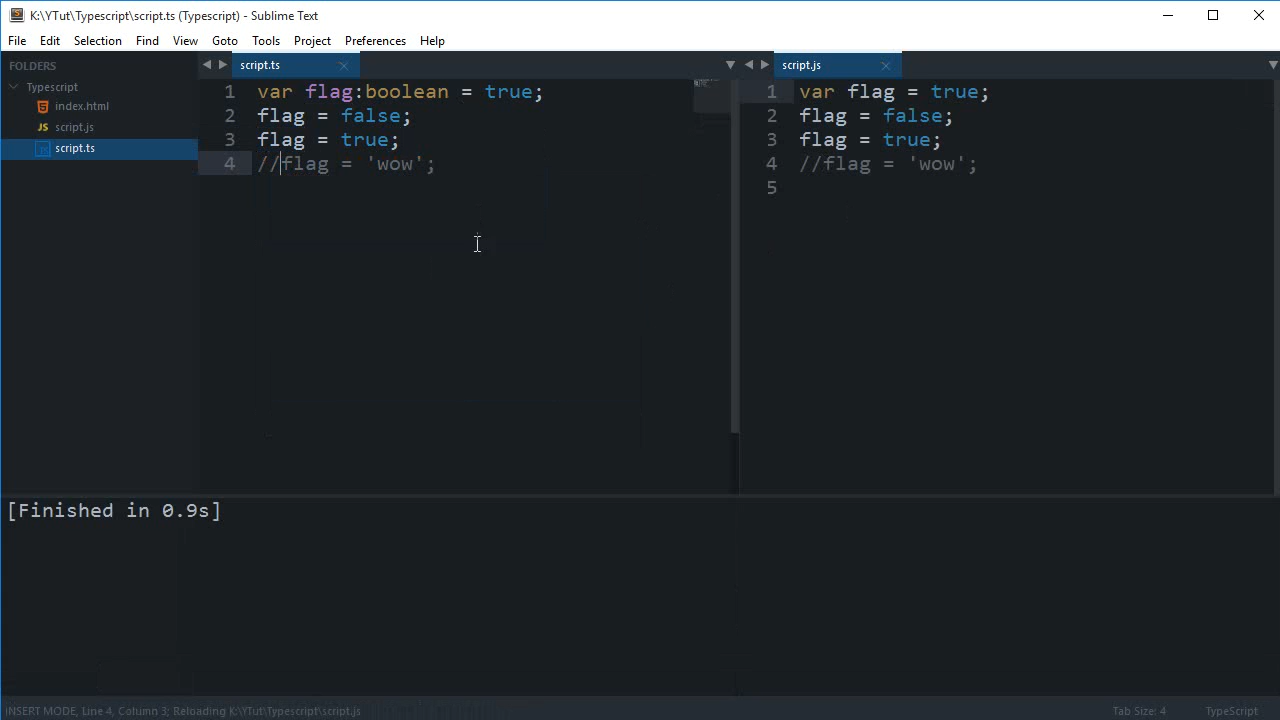 K:\YTut\Typescript\script.ts (Typescript) - Sublime Text
File Edit Selection Find View Goto Tools Project Preferences Help
FOLDERS
Typescript
index.html
JS script.js
script.ts
script.ts
1 var flag:boolean = true;
2 flag = false;
3 flag = true;
4 //flag = 'wow';
script.js
1 var flag = true;
2 flag = false;
3 flag = true;
4 //flag = 'wow';
5
[Finished in 0.9s]
INSERT MODE, Line 4, Column 3; Reloading K:\YTut\Typescript\script.js
Tab Size: 4 TypeScript